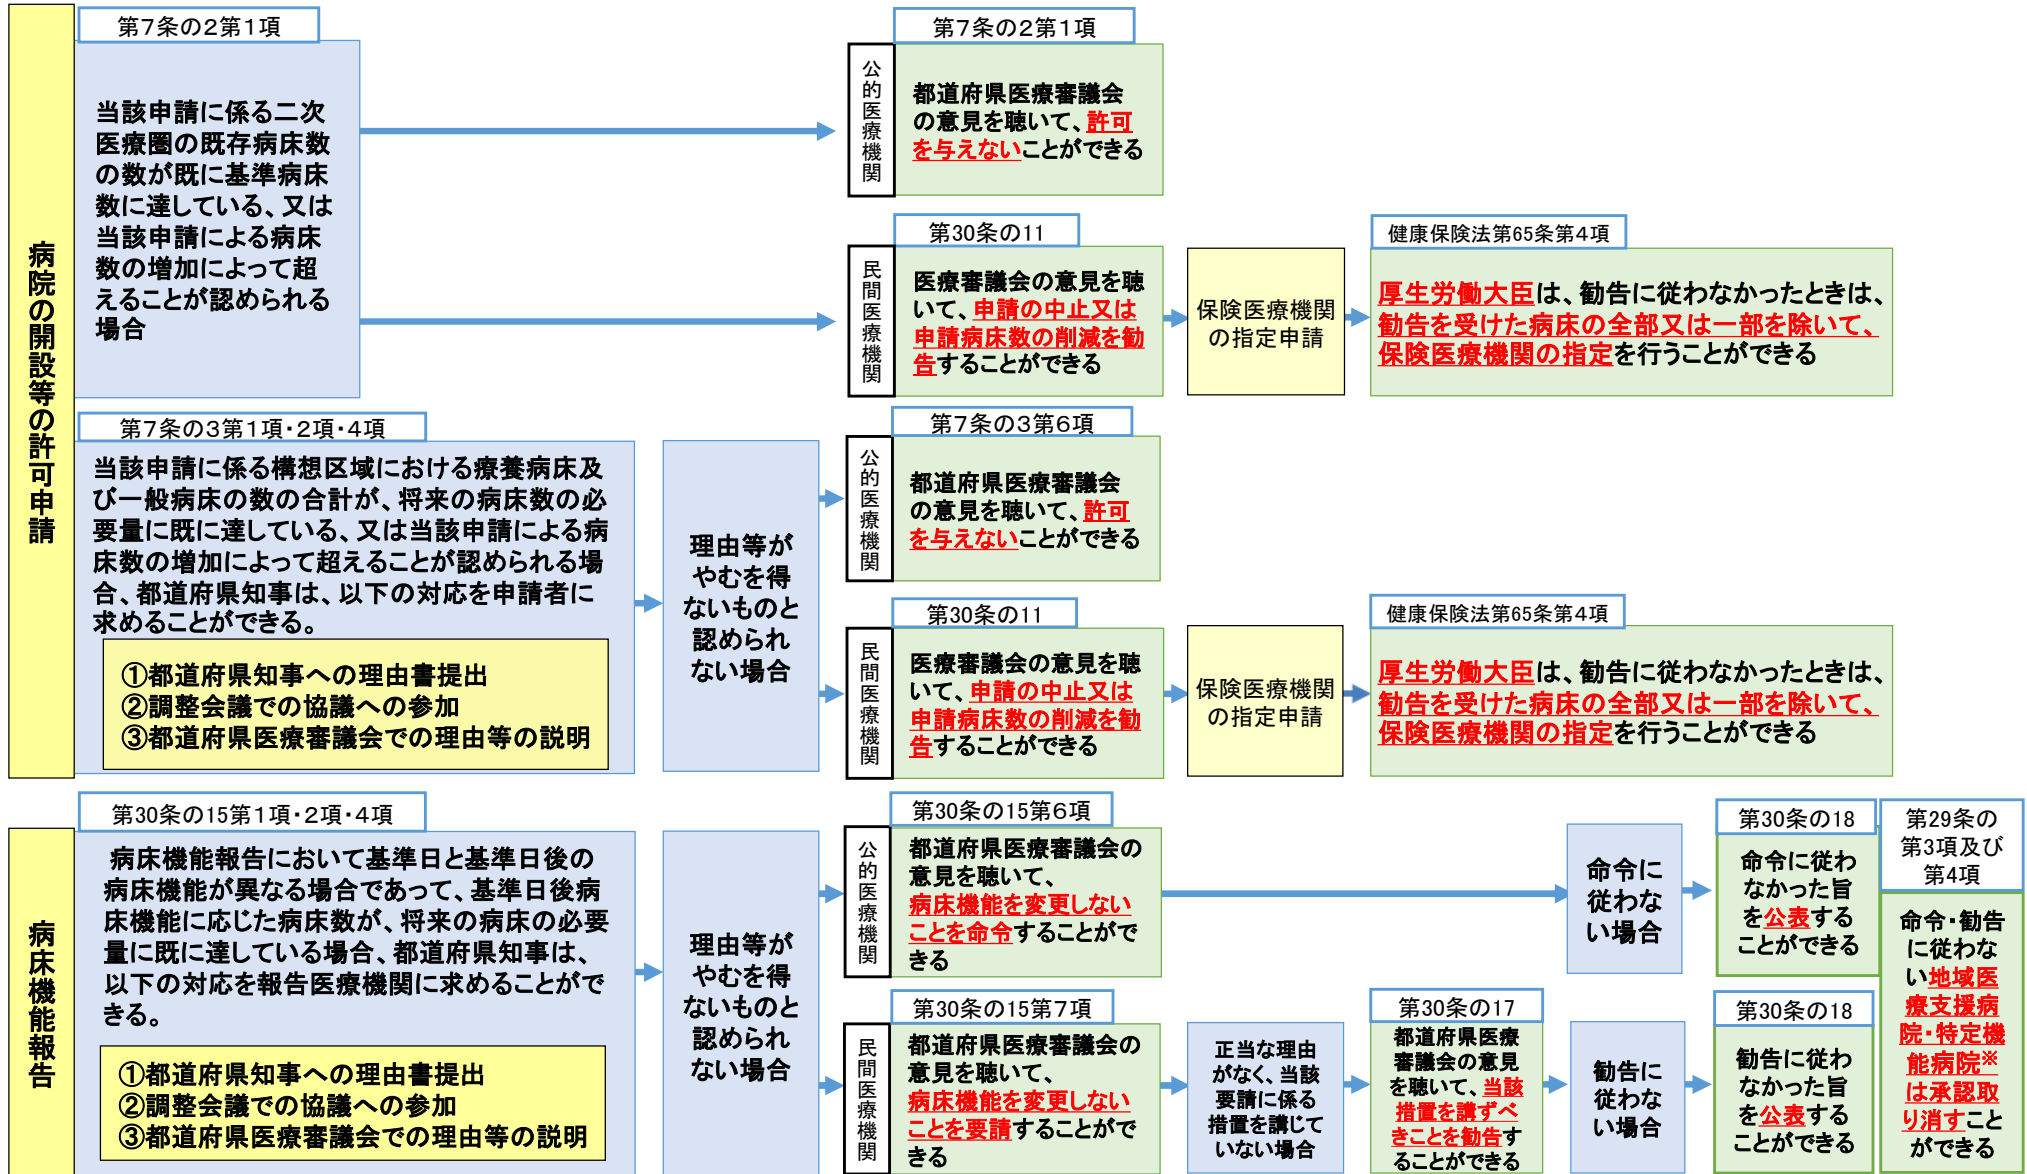 病院の開設等の許可申請
第7条の2第1項
当該申請に係る二次
医療圏の既存病床数
の数が既に基準病床
数に達している、又は
当該申請による病床
数の増加によって超
えることが認められる
場合
第7条の2第1項
公的医療機関
都道府県医療審議会
の意見を聴いて、許可
を与えないことができる
第30条の11
民間医療機関
医療審議会の意見を聴
いて、申請の中止又は
申請病床数の削減を勧
告することができる
保険医療機関
の指定申請
健康保険法第65条第4項
厚生労働大臣は、勧告に従わなかったときは、
勧告を受けた病床の全部又は一部を除いて、
保険医療機関の指定を行うことができる
第7条の3第1項・2項・4項
当該申請に係る構想区域における療養病床及
び一般病床の数の合計が、将来の病床数の必
要量に既に達している、又は当該申請による病
床数の増加によって超えることが認められる場
合、都道府県知事は、以下の対応を申請者に
求めることができる。
①都道府県知事への理由書提出
②調整会議での協議への参加
③都道府県医療審議会での理由等の説明
理由等が
やむを得
ないものと
認められ
ない場合
第7条の3第6項
公的医療機関
都道府県医療審議会
の意見を聴いて、許可
を与えないことができる
第30条の11
民間医療機関
医療審議会の意見を聴
いて、申請の中止又は
申請病床数の削減を勧
告することができる
保険医療機関
の指定申請
健康保険法第65条第4項
厚生労働大臣は、勧告に従わなかったときは、
勧告を受けた病床の全部又は一部を除いて、
保険医療機関の指定を行うことができる
病床機能報告
第30条の15第1項・2項・4項
病床機能報告において基準日と基準日後の
病床機能が異なる場合であって、基準日後病
床機能に応じた病床数が、将来の病床の必要
量に既に達している場合、都道府県知事は、
以下の対応を報告医療機関に求めることがで
きる。
①都道府県知事への理由書提出
②調整会議での協議への参加
③都道府県医療審議会での理由等の説明
理由等が
やむを得
ないものと
認められ
ない場合
第30条の15第6項
公的医療機関
都道府県医療審議会の
意見を聴いて、
病床機能を変更しない
ことを命令することがで
きる
命令に
従わな
い場合
第30条の18
命令に従わ
なかった旨
を公表する
ことができる
第30条の15第7項
民間医療機関
都道府県医療審議会の
意見を聴いて、
病床機能を変更しない
ことを要請することがで
きる
正当な理由
がなく、当該
要請に係る
措置を講じて
いない場合
第30条の17
都道府県医療
審議会の意見
を聴いて、当該
措置を講ずべ
きことを勧告す
ることができる
勧告に
従わな
い場合
第30条の18
勧告に従わ
なかった旨
を公表する
ことができる
第29条の
第3項及び
第4項
命令・勧告
に従わな
い地域医
療支援病
院・特定機
能病院※
は承認取
り消すこと
ができる